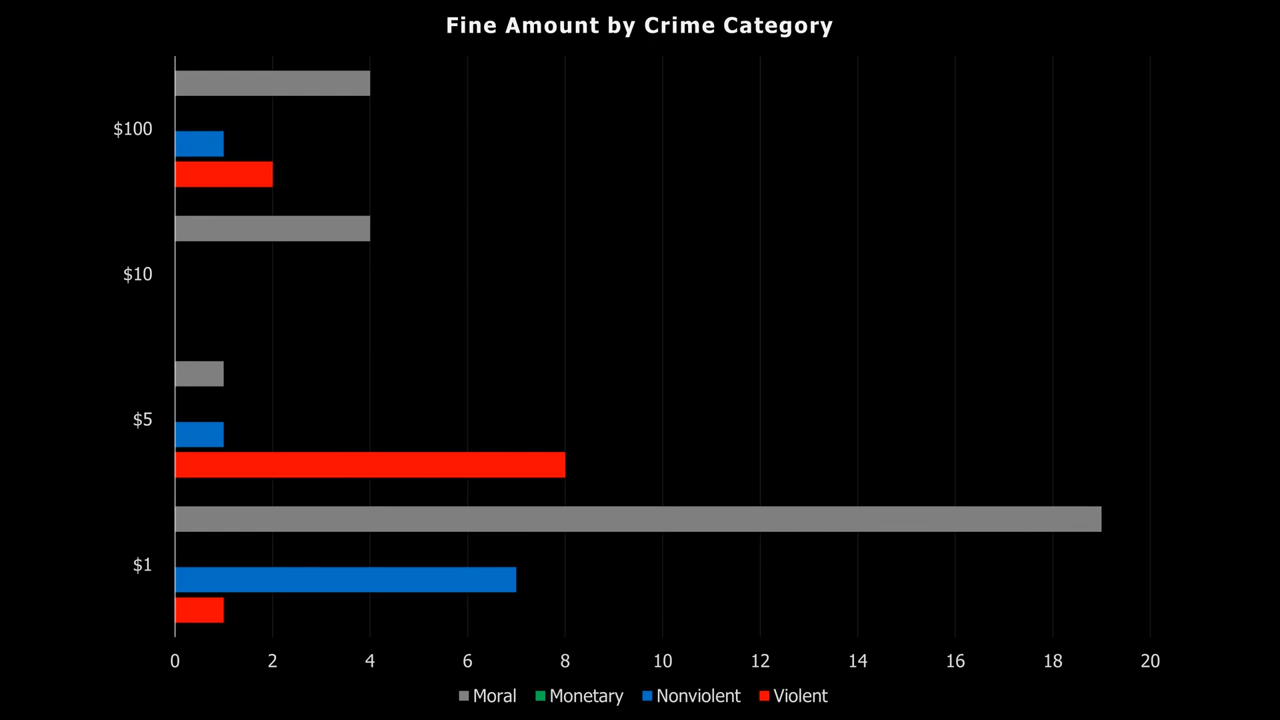 Fine Amount by Crime Category
$100
$10
$5
$1
0 2 4 6 8 10 12 14 16 18 20
Moral Monetary Nonviolent Violent